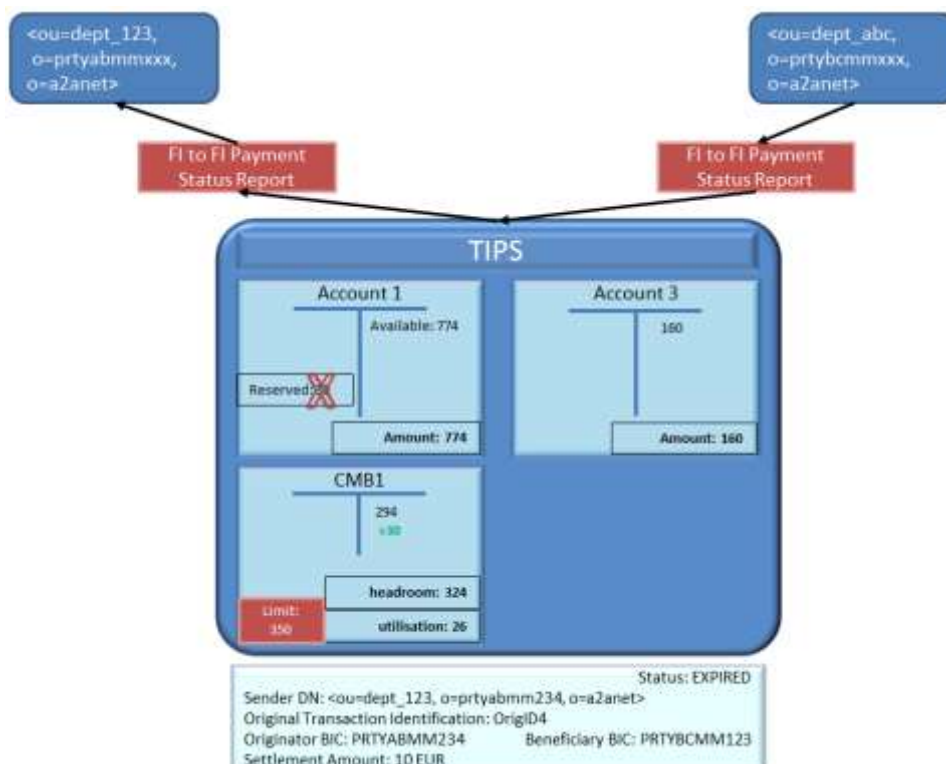 <ou=dept_123,
o=prtyabmmxxx,
o=a2anet>
<ou=dept_abc,
o=prtybcmmxxx,
o=a2anet>
FI to FI Payment
Status Report
FI to FI Payment
Status Report
TIPS
Account 1
Available: 774
Reserved:
Amount: 774
Account 3
160
Amount: 160
CMB1
294
+30
headroom: 324
Limit:
350
utilisation: 26
Status: EXPIRED
Sender DN: <ou=dept_123, o=prtyabmm234, o=a2anet>
Original Transaction Identification: OrigID4
Originator BIC: PRTYABMM234 Beneficiary BIC: PRTYBCMM123
Settlement Amount: 10 EUR